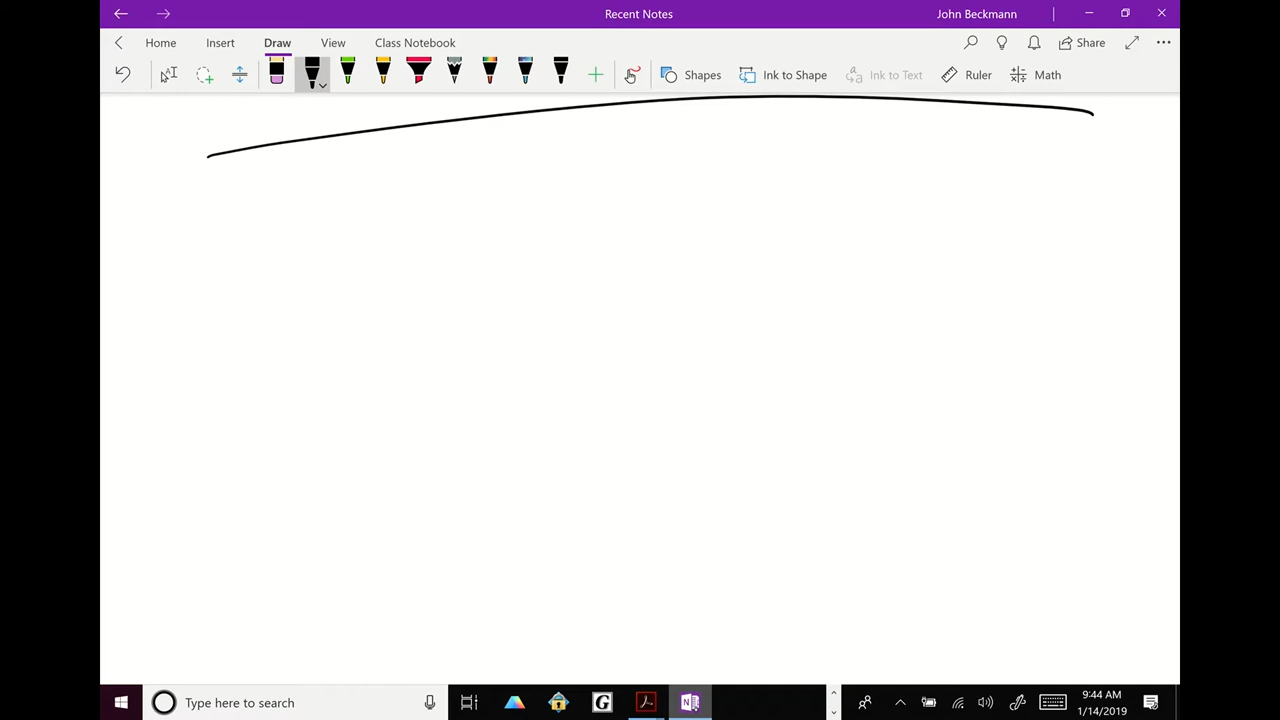 Recent Notes
John Beckmann
Home Insert Draw View Class Notebook
Share
Shapes Ink to Shape Ink to Text Ruler Math
Type here to search
G
N
9:44 AM
1/14/2019